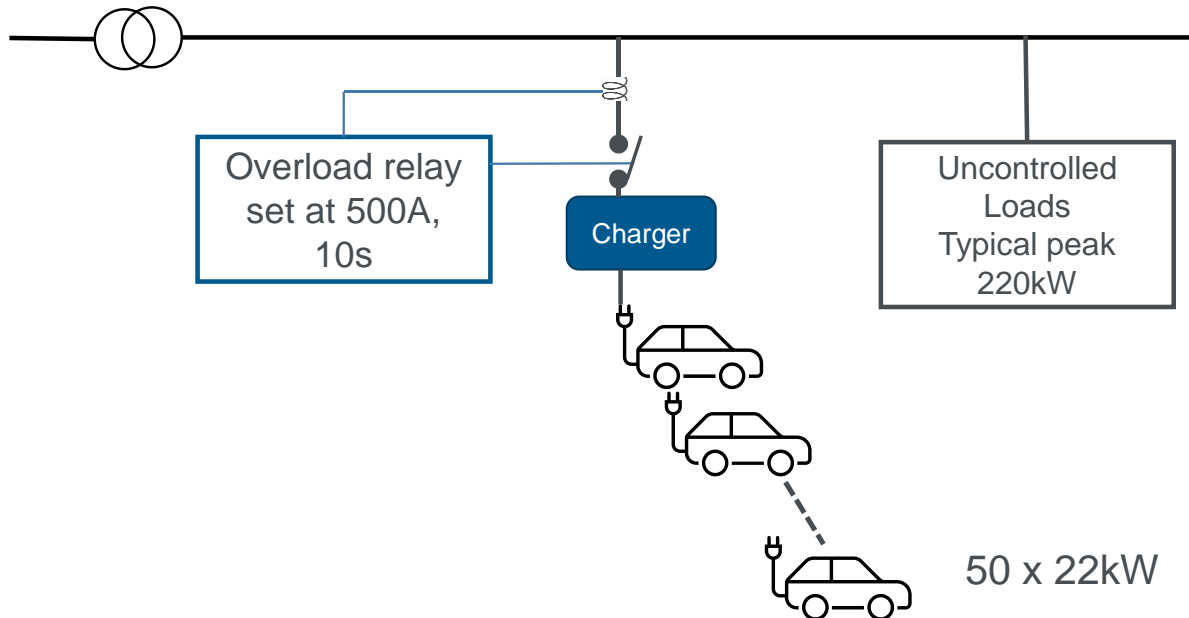 Overload relay
set at 500A,
10s
Charger
Uncontrolled
Loads
Typical peak
220kW
50 x 22kW